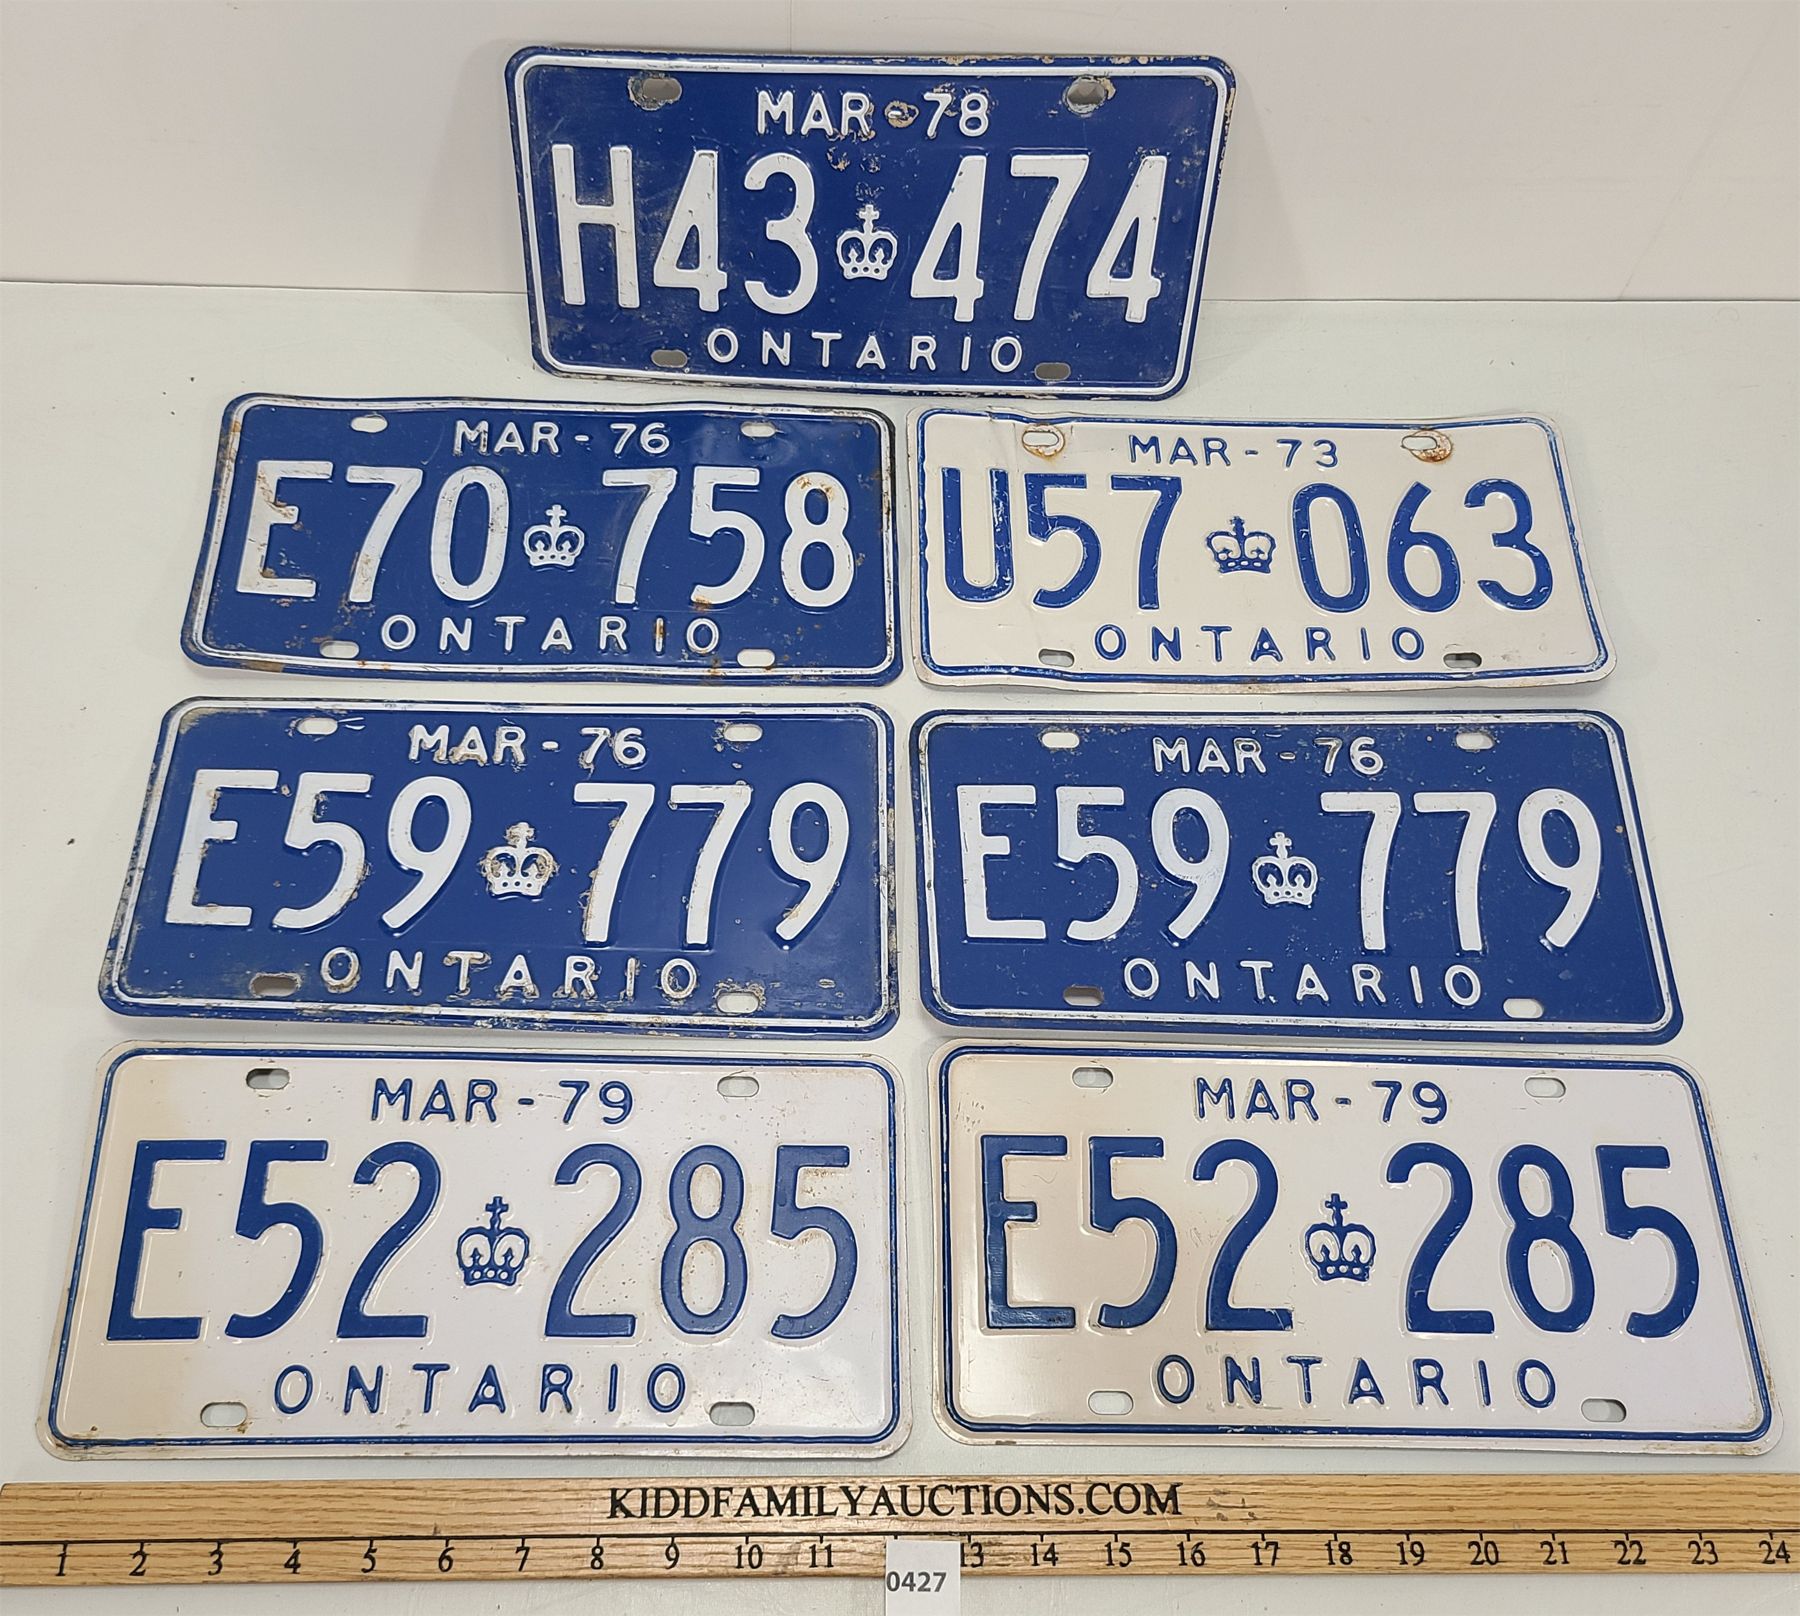 MAR - 78
H43 474
ONTARIO
MAR - 76
E70 758
ONTARIO
MAR - 73
U57 063
ONTARIO
MAR - 76
E59 779
ONTARIO
MAR - 76
E59 779
ONTARIO
MAR - 79
E52 285
ONTARIO
MAR - 79
E52 285
ONTARIO
KIDDFAMILYAUCTIONS.COM
1 2 3 4 5 6 7 8 9 10 11 13 14 15 16 17 18 19 20 21 22 23 24
0427